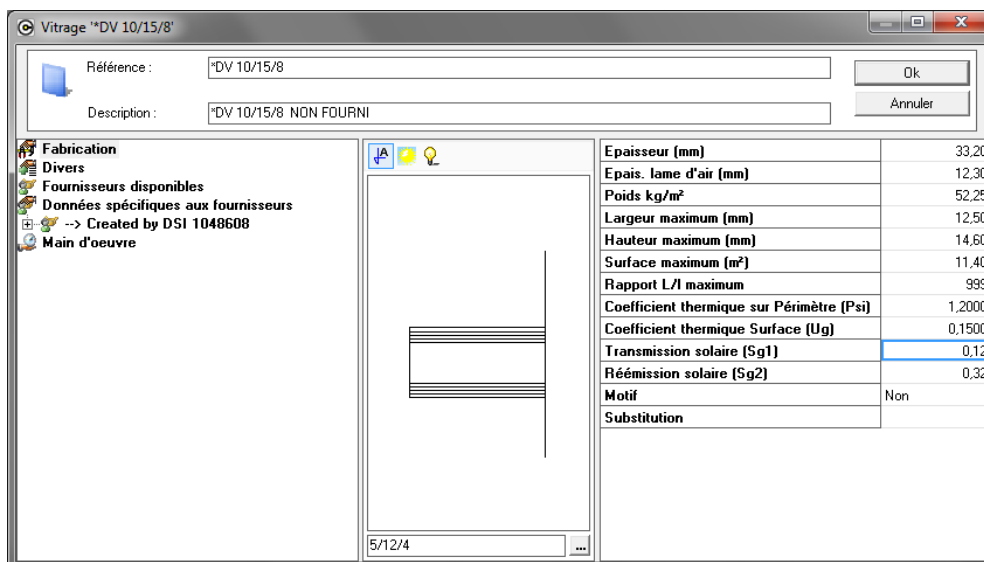 Vitrage '*DV 10/15/8'
Référence : *DV 10/15/8
Ok
Description : *DV 10/15/8 NON FOURNI
Annuler
Fabrication
Divers
Fournisseurs disponibles
Données spécifiques aux fournisseurs
--> Created by DSI 1048608
Main d'oeuvre
A
5/12/4
...
Epaisseur (mm) 33,20
Epais. lame d'air (mm) 12,30
Poids kg/m² 52,25
Largeur maximum (mm) 12,50
Hauteur maximum (mm) 14,60
Surface maximum (m²) 11,40
Rapport L/l maximum 999
Coefficient thermique sur Périmètre (Psi) 1,2000
Coefficient thermique Surface (Ug) 0,1500
Transmission solaire (Sg1) 0,12
Réémission solaire (Sg2) 0,32
Motif Non
Substitution